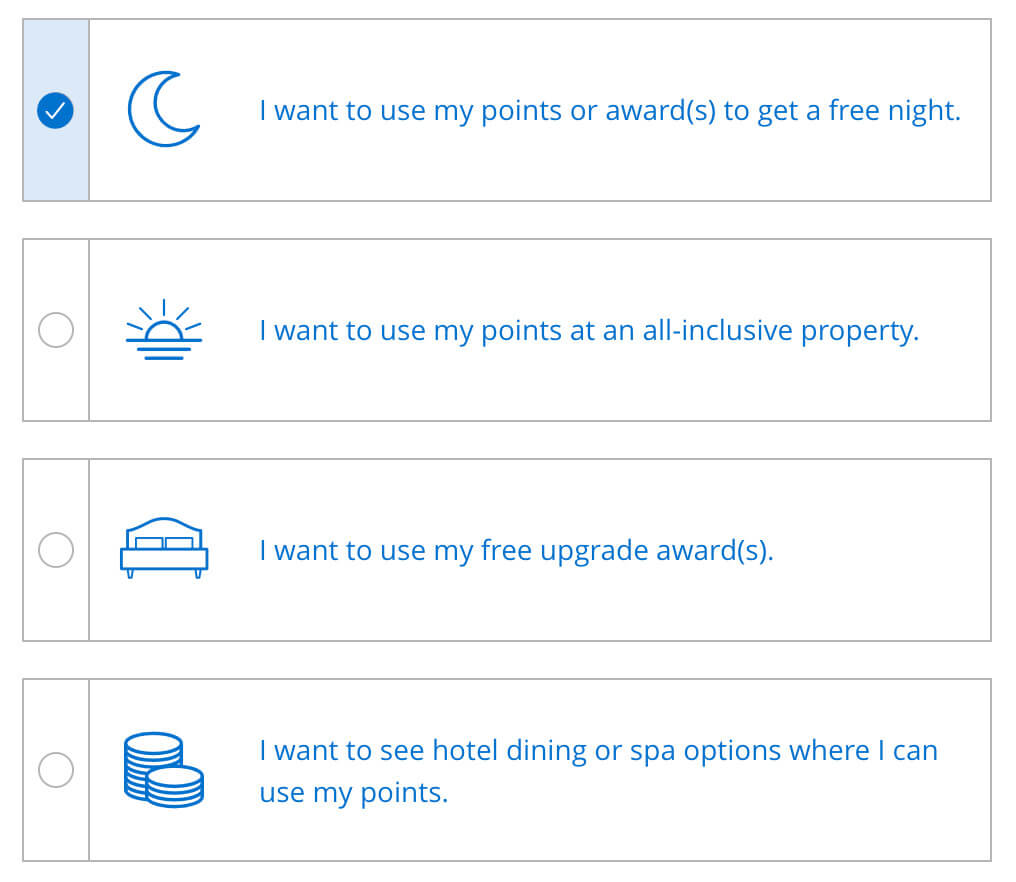 I want to use my points or award(s) to get a free night.
I want to use my points at an all-inclusive property.
I want to use my free upgrade award(s).
I want to see hotel dining or spa options where I can
use my points.